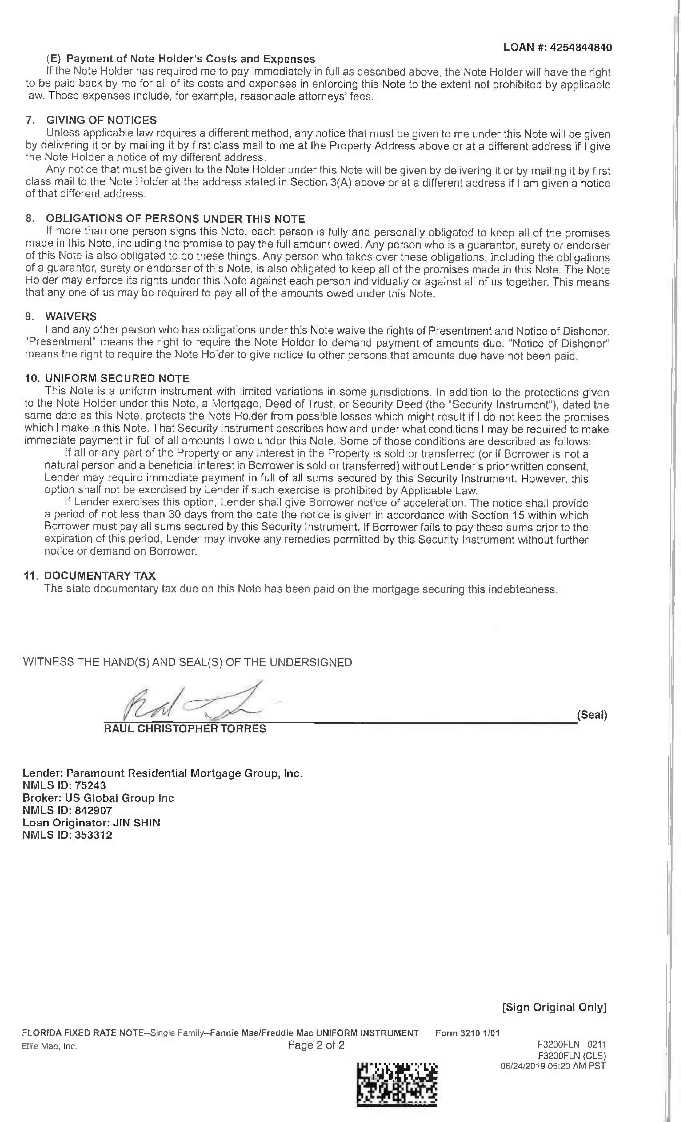 LOAN #: 4254844840
(E) Payment of Note Holder's Costs and Expenses
If the Note Holder has required me to pay immediately in full as described above, the Note Holder will have the right
to be paid back by me for all of its costs and expenses in enforcing this Note to the extent not prohibited by applicable
law. Those expenses include, for example, reasonable attorneys' fees.
7. GIVING OF NOTICES
Unless applicable law requires a different method, any notice that must be given to me under this Note will be given
by delivering it or by mailing it by first class mail to me at the Property Address above or at a different address if I give
the Note Holder a notice of my different address.
Any notice that must be given to the Note Holder under this Note will be given by delivering it or by mailing it by first
class mail to the Note Holder at the address stated in Section 3(A) above or at a different address if I am given a notice
of that different address.
8. OBLIGATIONS OF PERSONS UNDER THIS NOTE
If more than one person signs this Note, each person is fully and personally obligated to keep all of the promises
made in this Note, including the promise to pay the full amount owed. Any person who is a guarantor, surety or endorser
of this Note is also obligated to do these things. Any person who takes over these obligations, including the obligations
of a guarantor, surety or endorser of this Note, is also obligated to keep all of the promises made in this Note. The Note
Holder may enforce its rights under this Note against each person individually or against all of us together. This means
that any one of us may be required to pay all of the amounts owed under this Note.
9. WAIVERS
I and any other person who has obligations under this Note waive the rights of Presentment and Notice of Dishonor.
"Presentment" means the right to require the Note Holder to demand payment of amounts due. "Notice of Dishonor"
means the right to require the Note Holder to give notice to other persons that amounts due have not been paid.
10. UNIFORM SECURED NOTE
This Note is a uniform instrument with limited variations in some jurisdictions. In addition to the protections given
to the Note Holder under this Note, a Mortgage, Deed of Trust, or Security Deed (the "Security Instrument"), dated the
same date as this Note, protects the Note Holder from possible losses which might result if I do not keep the promises
which I make in this Note. That Security Instrument describes how and under what conditions I may be required to make
immediate payment in full of all amounts I owe under this Note. Some of those conditions are described as follows:
If all or any part of the Property or any Interest in the Property is sold or transferred (or if Borrower is not a
natural person and a beneficial interest in Borrower is sold or transferred) without Lender's prior written consent,
Lender may require immediate payment in full of all sums secured by this Security Instrument. However, this
option shall not be exercised by Lender if such exercise is prohibited by Applicable Law.
If Lender exercises this option, Lender shall give Borrower notice of acceleration. The notice shall provide
a period of not less than 30 days from the date the notice is given in accordance with Section 15 within which
Borrower must pay all sums secured by this Security Instrument. If Borrower fails to pay these sums prior to the
expiration of this period, Lender may invoke any remedies permitted by this Security Instrument without further
notice or demand on Borrower.
11. DOCUMENTARY TAX
The state documentary tax due on this Note has been paid on the mortgage securing this indebtedness.
WITNESS THE HAND(S) AND SEAL(S) OF THE UNDERSIGNED
(Seal)
RAUL CHRISTOPHER TORRES
Lender: Paramount Residential Mortgage Group, Inc.
NMLS ID: 75243
Broker: US Global Group Inc
NMLS ID: 842907
Loan Originator: JIN SHIN
NMLS ID: 353312
[Sign Original Only]
FLORIDA FIXED RATE NOTE--Single Family--Fannie Mae/Freddie Mac UNIFORM INSTRUMENT Form 3210 1/01
Ellie Mae, Inc. Page 2 of 2 F3200FLN 0211
F3200FLN (CLS)
06/24/2019 05:20 AM PST